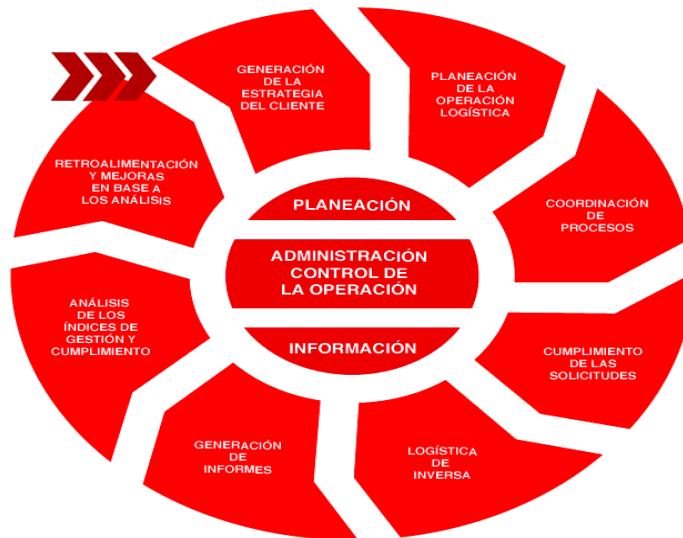 GENERACIÓN
DE LA
ESTRATEGIA
DEL CLIENTE
PLANEACIÓN
DE LA
OPERACIÓN
LOGÍSTICA
COORDINACIÓN
DE
PROCESOS
CUMPLIMIENTO
DE LAS
SOLICITUDES
LOGÍSTICA
DE
INVERSA
GENERACIÓN
DE
INFORMES
ANÁLISIS
DE LOS
ÍNDICES DE
GESTIÓN Y
CUMPLIMIENTO
RETROALIMENTACIÓN
Y MEJORAS
EN BASE A
LOS ANÁLISIS
PLANEACIÓN
ADMINISTRACIÓN
CONTROL DE
LA OPERACIÓN
INFORMACIÓN